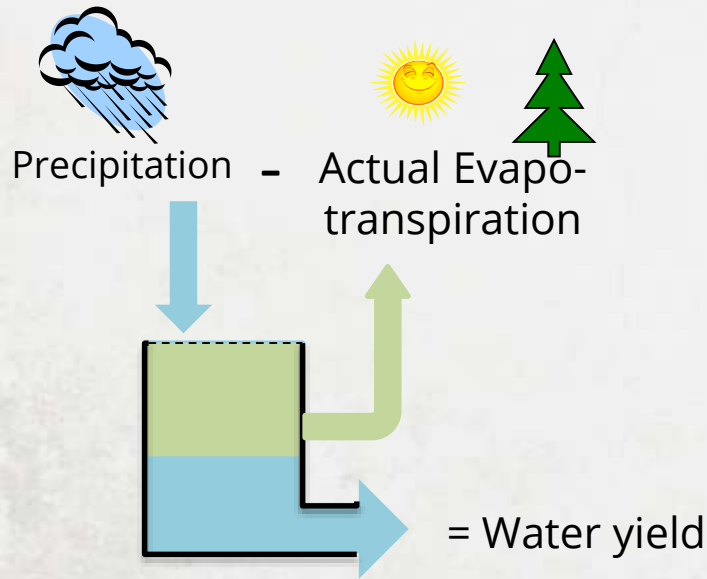 Precipitation - Actual Evapo-
transpiration
= Water yield